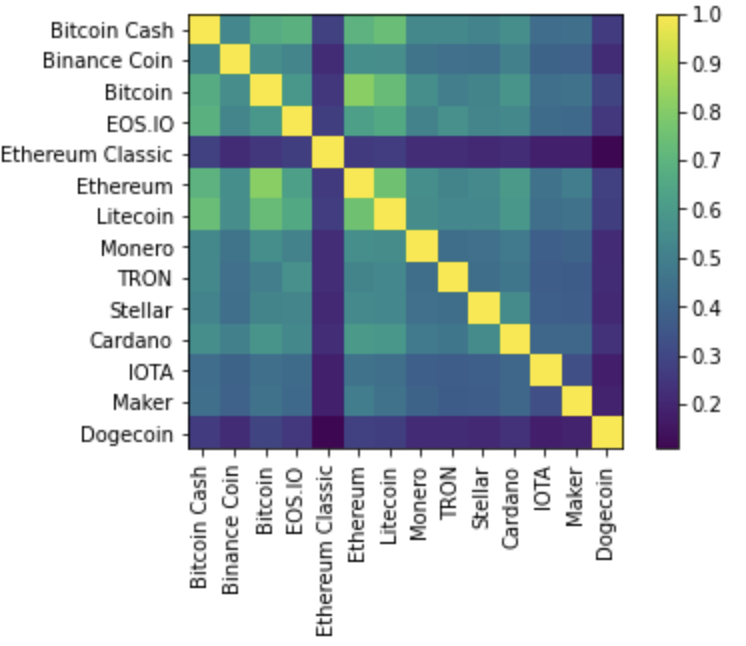 Bitcoin Cash
Binance Coin
Bitcoin
EOS.IO
Ethereum Classic
Ethereum
Litecoin
Monero
TRON
Stellar
Cardano
IOTA
Maker
Dogecoin
Bitcoin Cash
Binance Coin
Bitcoin
EOS.IO
Ethereum Classic
Ethereum
Litecoin
Monero
TRON
Stellar
Cardano
IOTA
Maker
Dogecoin
1.0
0.9
0.8
0.7
0.6
0.5
0.4
0.3
0.2